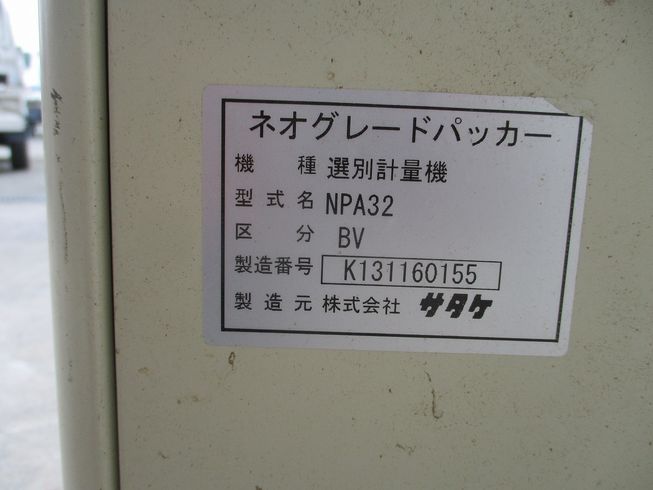 ネオグレードパッカー
機種 選別計量機
型式名 NPA32
区分 BV
製造番号 K131160155
製造元 株式会社 サタケ